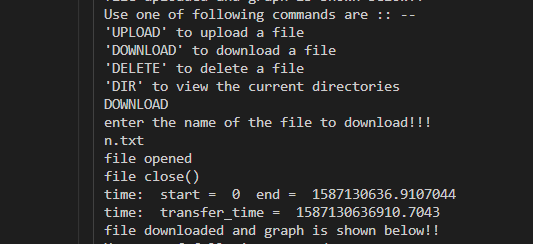 Use one of following commands are :: --
'UPLOAD' to upload a file
'DOWNLOAD' to download a file
'DELETE' to delete a file
'DIR' to view the current directories
DOWNLOAD
enter the name of the file to download!!!
n.txt
file opened
file close()
time:  start =  0  end =  1587130636.9107044
time:  transfer_time =  1587130636910.7043
file downloaded and graph is shown below!!